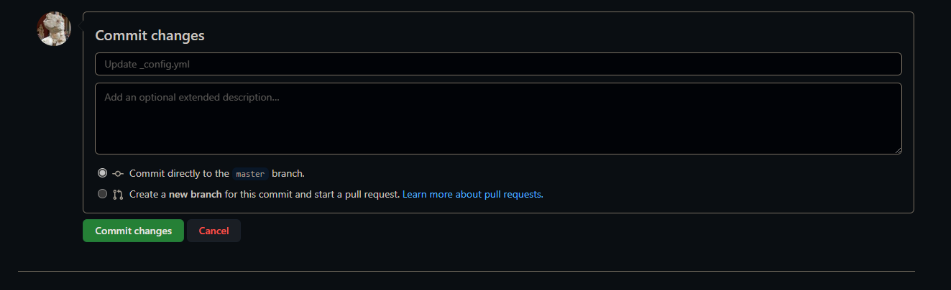 Commit changes
Update _config.yml
Add an optional extended description...
Commit directly to the master branch.
Create a new branch for this commit and start a pull request. Learn more about pull requests.
Commit changes Cancel